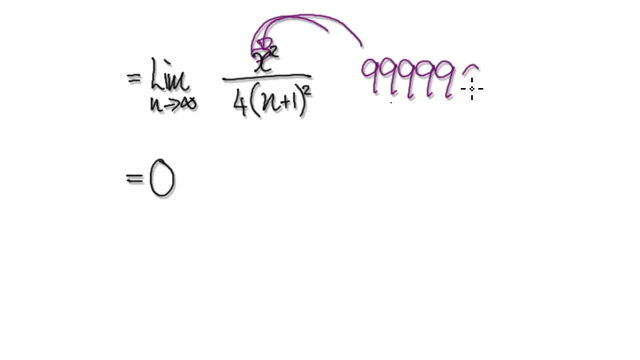 = Lim n→∞ x² / 4(n+1)² 99999
= 0